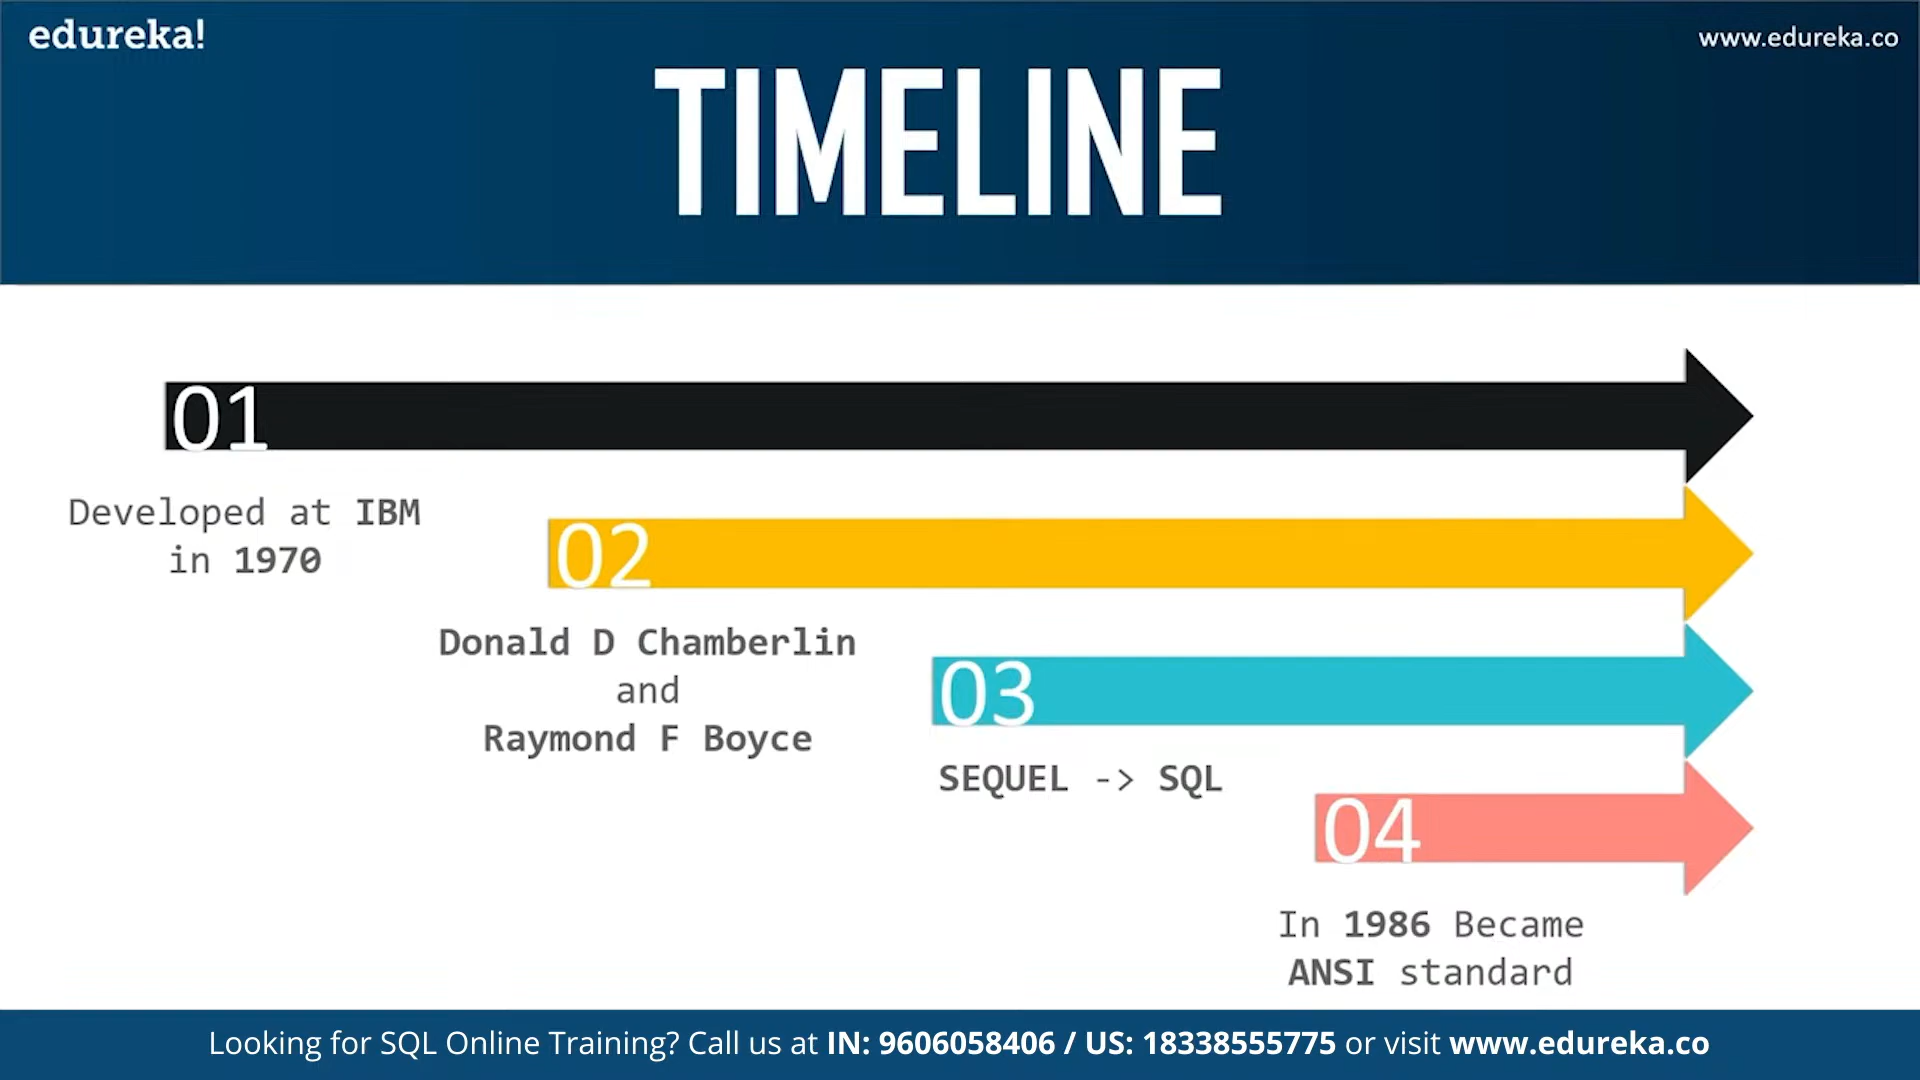 edureka!
www.edureka.co
TIMELINE
01
Developed at IBM
in 1970
02
Donald D Chamberlin
and
Raymond F Boyce
03
SEQUEL -> SQL
04
In 1986 Became
ANSI standard
Looking for SQL Online Training? Call us at IN: 9606058406 / US: 18338555775 or visit www.edureka.co